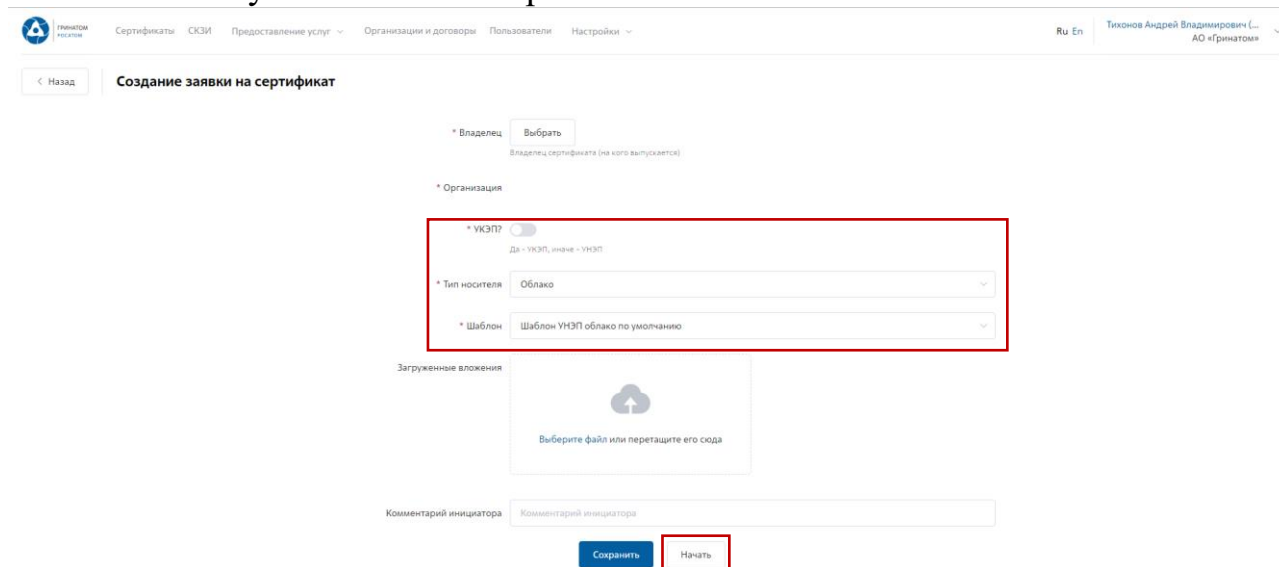 ГРИНАТОМ
РОСАТОМ
Сертификаты СКЗИ Предоставление услуг Организации и договоры Пользователи Настройки
Ru En
Тихонов Андрей Владимирович (...
АО «Гринатом»
< Назад
Создание заявки на сертификат
* Владелец Выбрать
Владелец сертификата (на кого выпускается)
* Организация
* УКЭП?
Да - УКЭП, иначе - УНЭП
* Тип носителя Облако
* Шаблон Шаблон УНЭП облако по умолчанию
Загруженные вложения
Выберите файл или перетащите его сюда
Комментарий инициатора Комментарий инициатора
Сохранить Начать